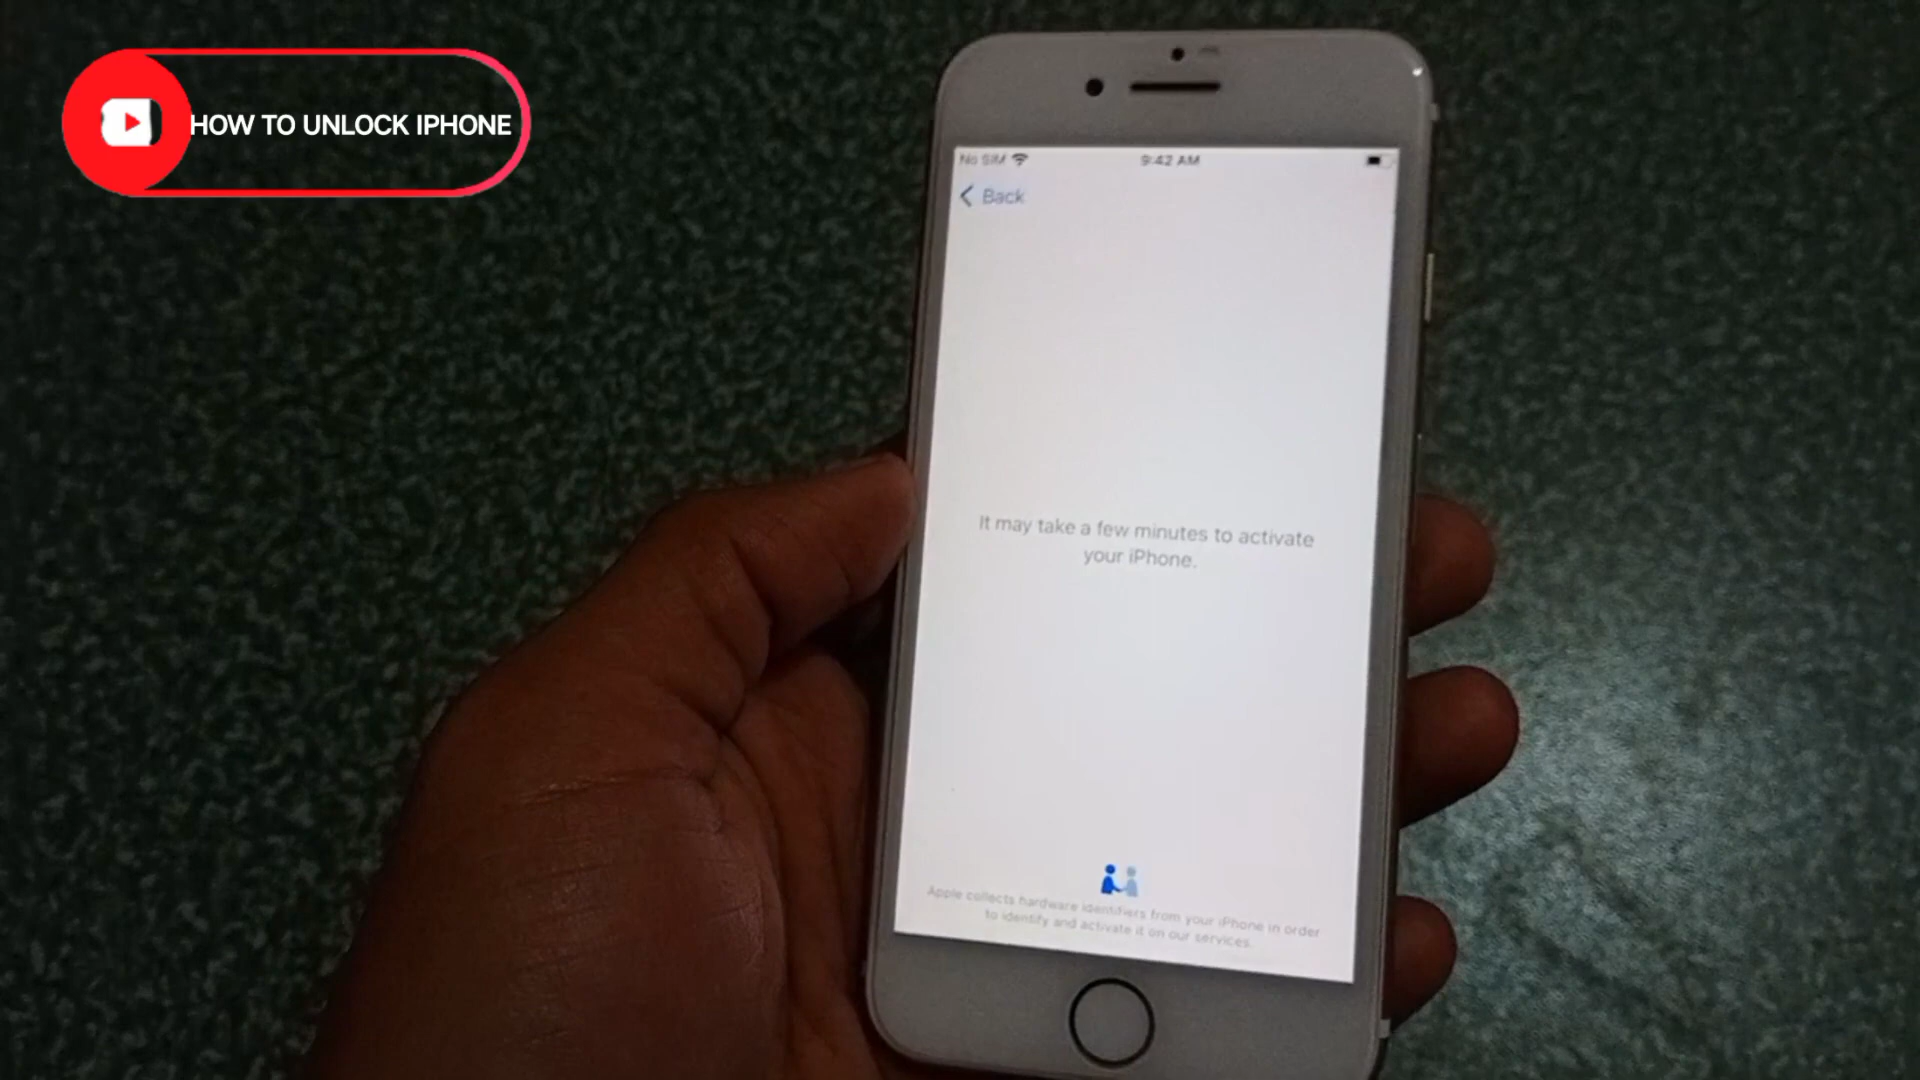 HOW TO UNLOCK IPHONE
No SIM
9:42 AM
Back
It may take a few minutes to activate
your iPhone.
Apple collects hardware identifiers from your iPhone in order
to identify and activate it on our services.